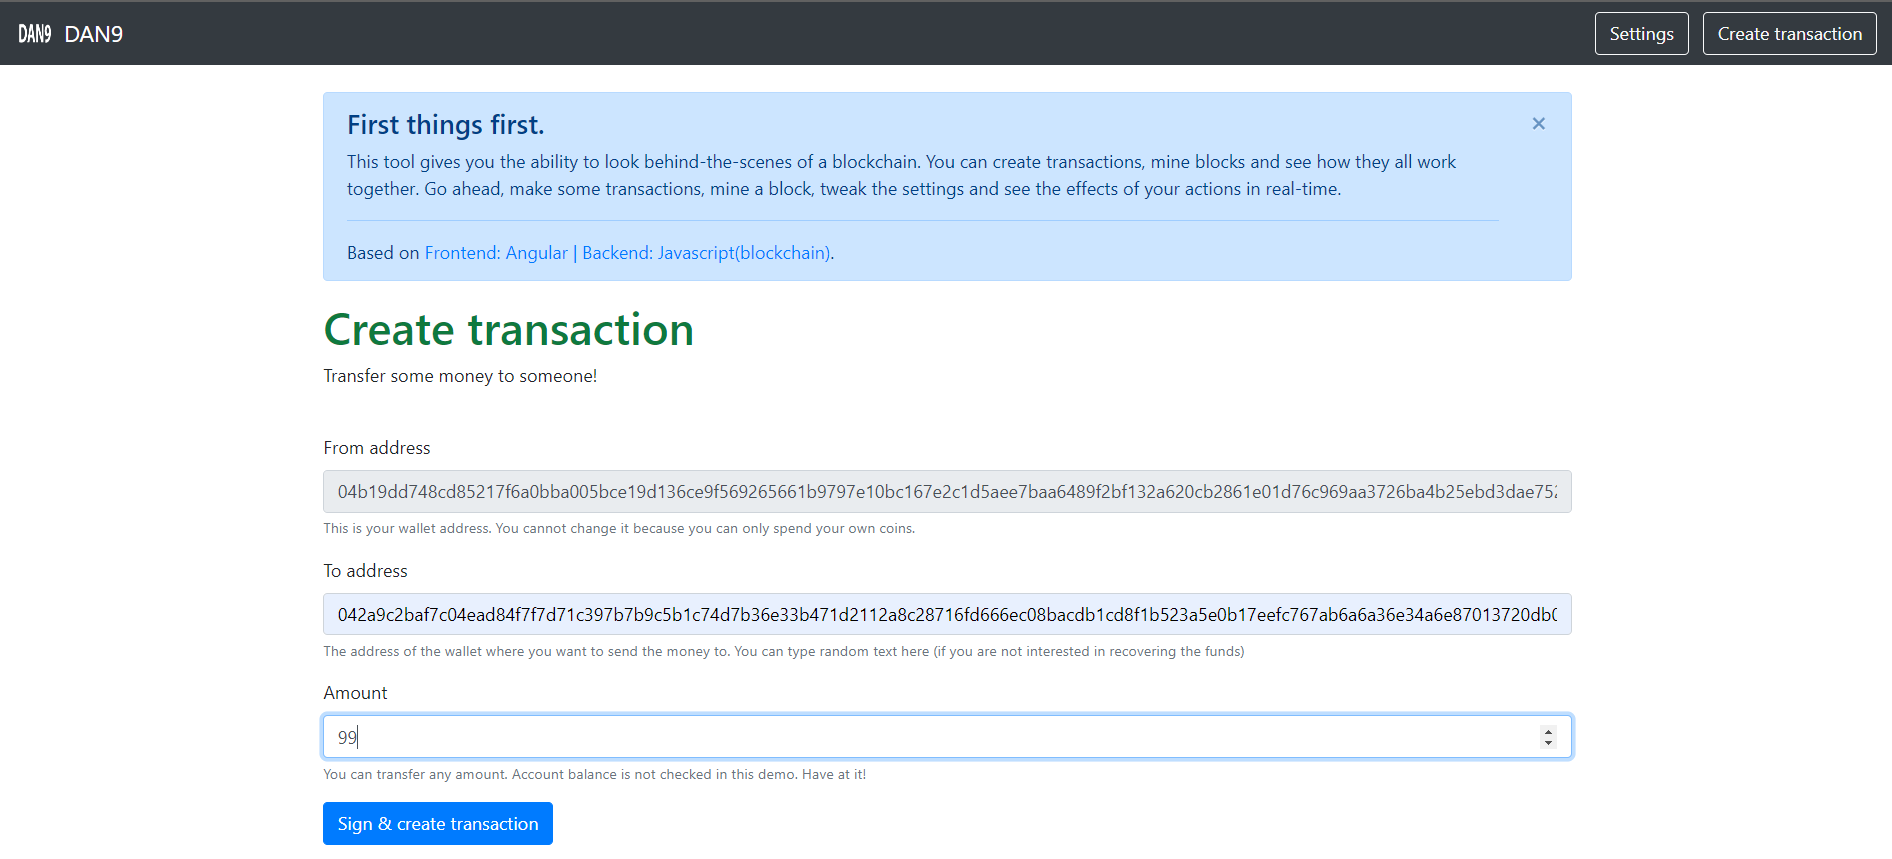 DAN9 DAN9 Settings Create transaction
First things first. ×
This tool gives you the ability to look behind-the-scenes of a blockchain. You can create transactions, mine blocks and see how they all work
together. Go ahead, make some transactions, mine a block, tweak the settings and see the effects of your actions in real-time.
Based on Frontend: Angular | Backend: Javascript(blockchain).
Create transaction
Transfer some money to someone!
From address
04b19dd748cd85217f6a0bba005bce19d136ce9f569265661b9797e10bc167e2c1d5aee7baa6489f2bf132a620cb2861e01d76c969aa3726ba4b25ebd3dae752
This is your wallet address. You cannot change it because you can only spend your own coins.
To address
042a9c2baf7c04ead84f7f7d71c397b7b9c5b1c74d7b36e33b471d2112a8c28716fd666ec08bacdb1cd8f1b523a5e0b17eefc767ab6a6a36e34a6e87013720db0
The address of the wallet where you want to send the money to. You can type random text here (if you are not interested in recovering the funds)
Amount
99
You can transfer any amount. Account balance is not checked in this demo. Have at it!
Sign & create transaction